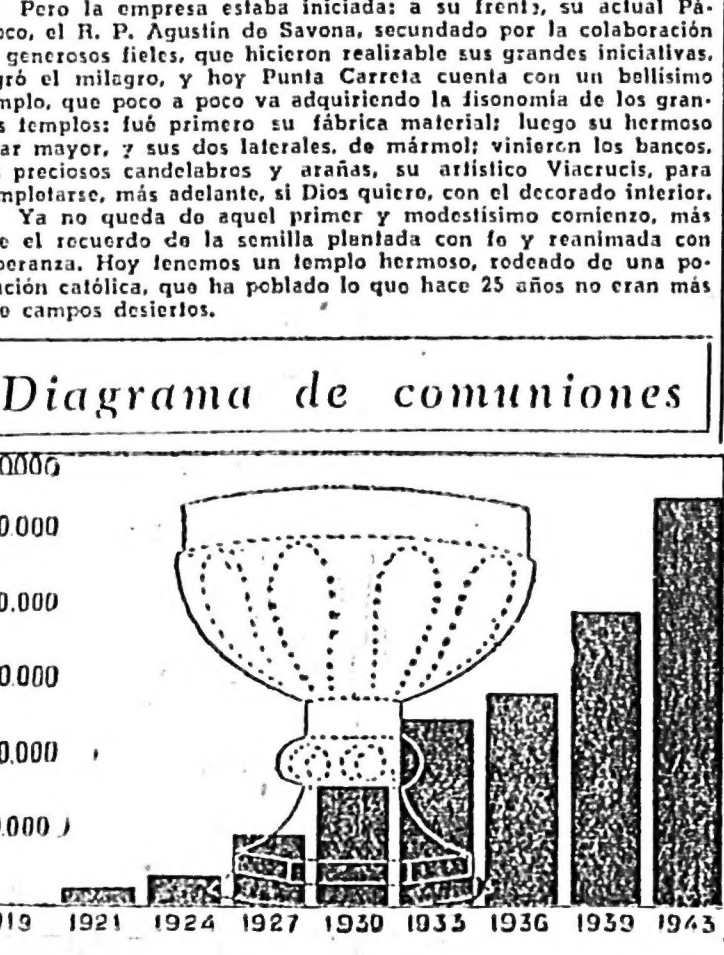 Pero la empresa estaba iniciada: a su frente, su actual Pá-
oco, el R. P. Agustín de Savona, secundado por la colaboración
generosos fieles, que hicieron realizable sus grandes iniciativas,
gró el milagro, y hoy Punta Carreta cuenta con un bellísimo
mplo, que poco a poco va adquiriendo la fisonomía de los gran-
s templos: fué primero su fábrica material; luego su hermoso
ar mayor, y sus dos laterales, de mármol; vinieron los bancos,
preciosos candelabros y arañas, su artístico Viacrucis, para
mpletarse, más adelante, si Dios quiere, con el decorado interior.
Ya no queda de aquel primer y modestísimo comienzo, más
e el recuerdo de la semilla plantada con fe y reanimada con
peranza. Hoy tenemos un templo hermoso, rodeado de una po-
ación católica, que ha poblado lo que hace 25 años no eran más
e campos desiertos.
Diagrama de comuniones
0000
0.000
0.000
0.000
0.000
0.000
19 1921 1924 1927 1930 1933 1936 1939 1943